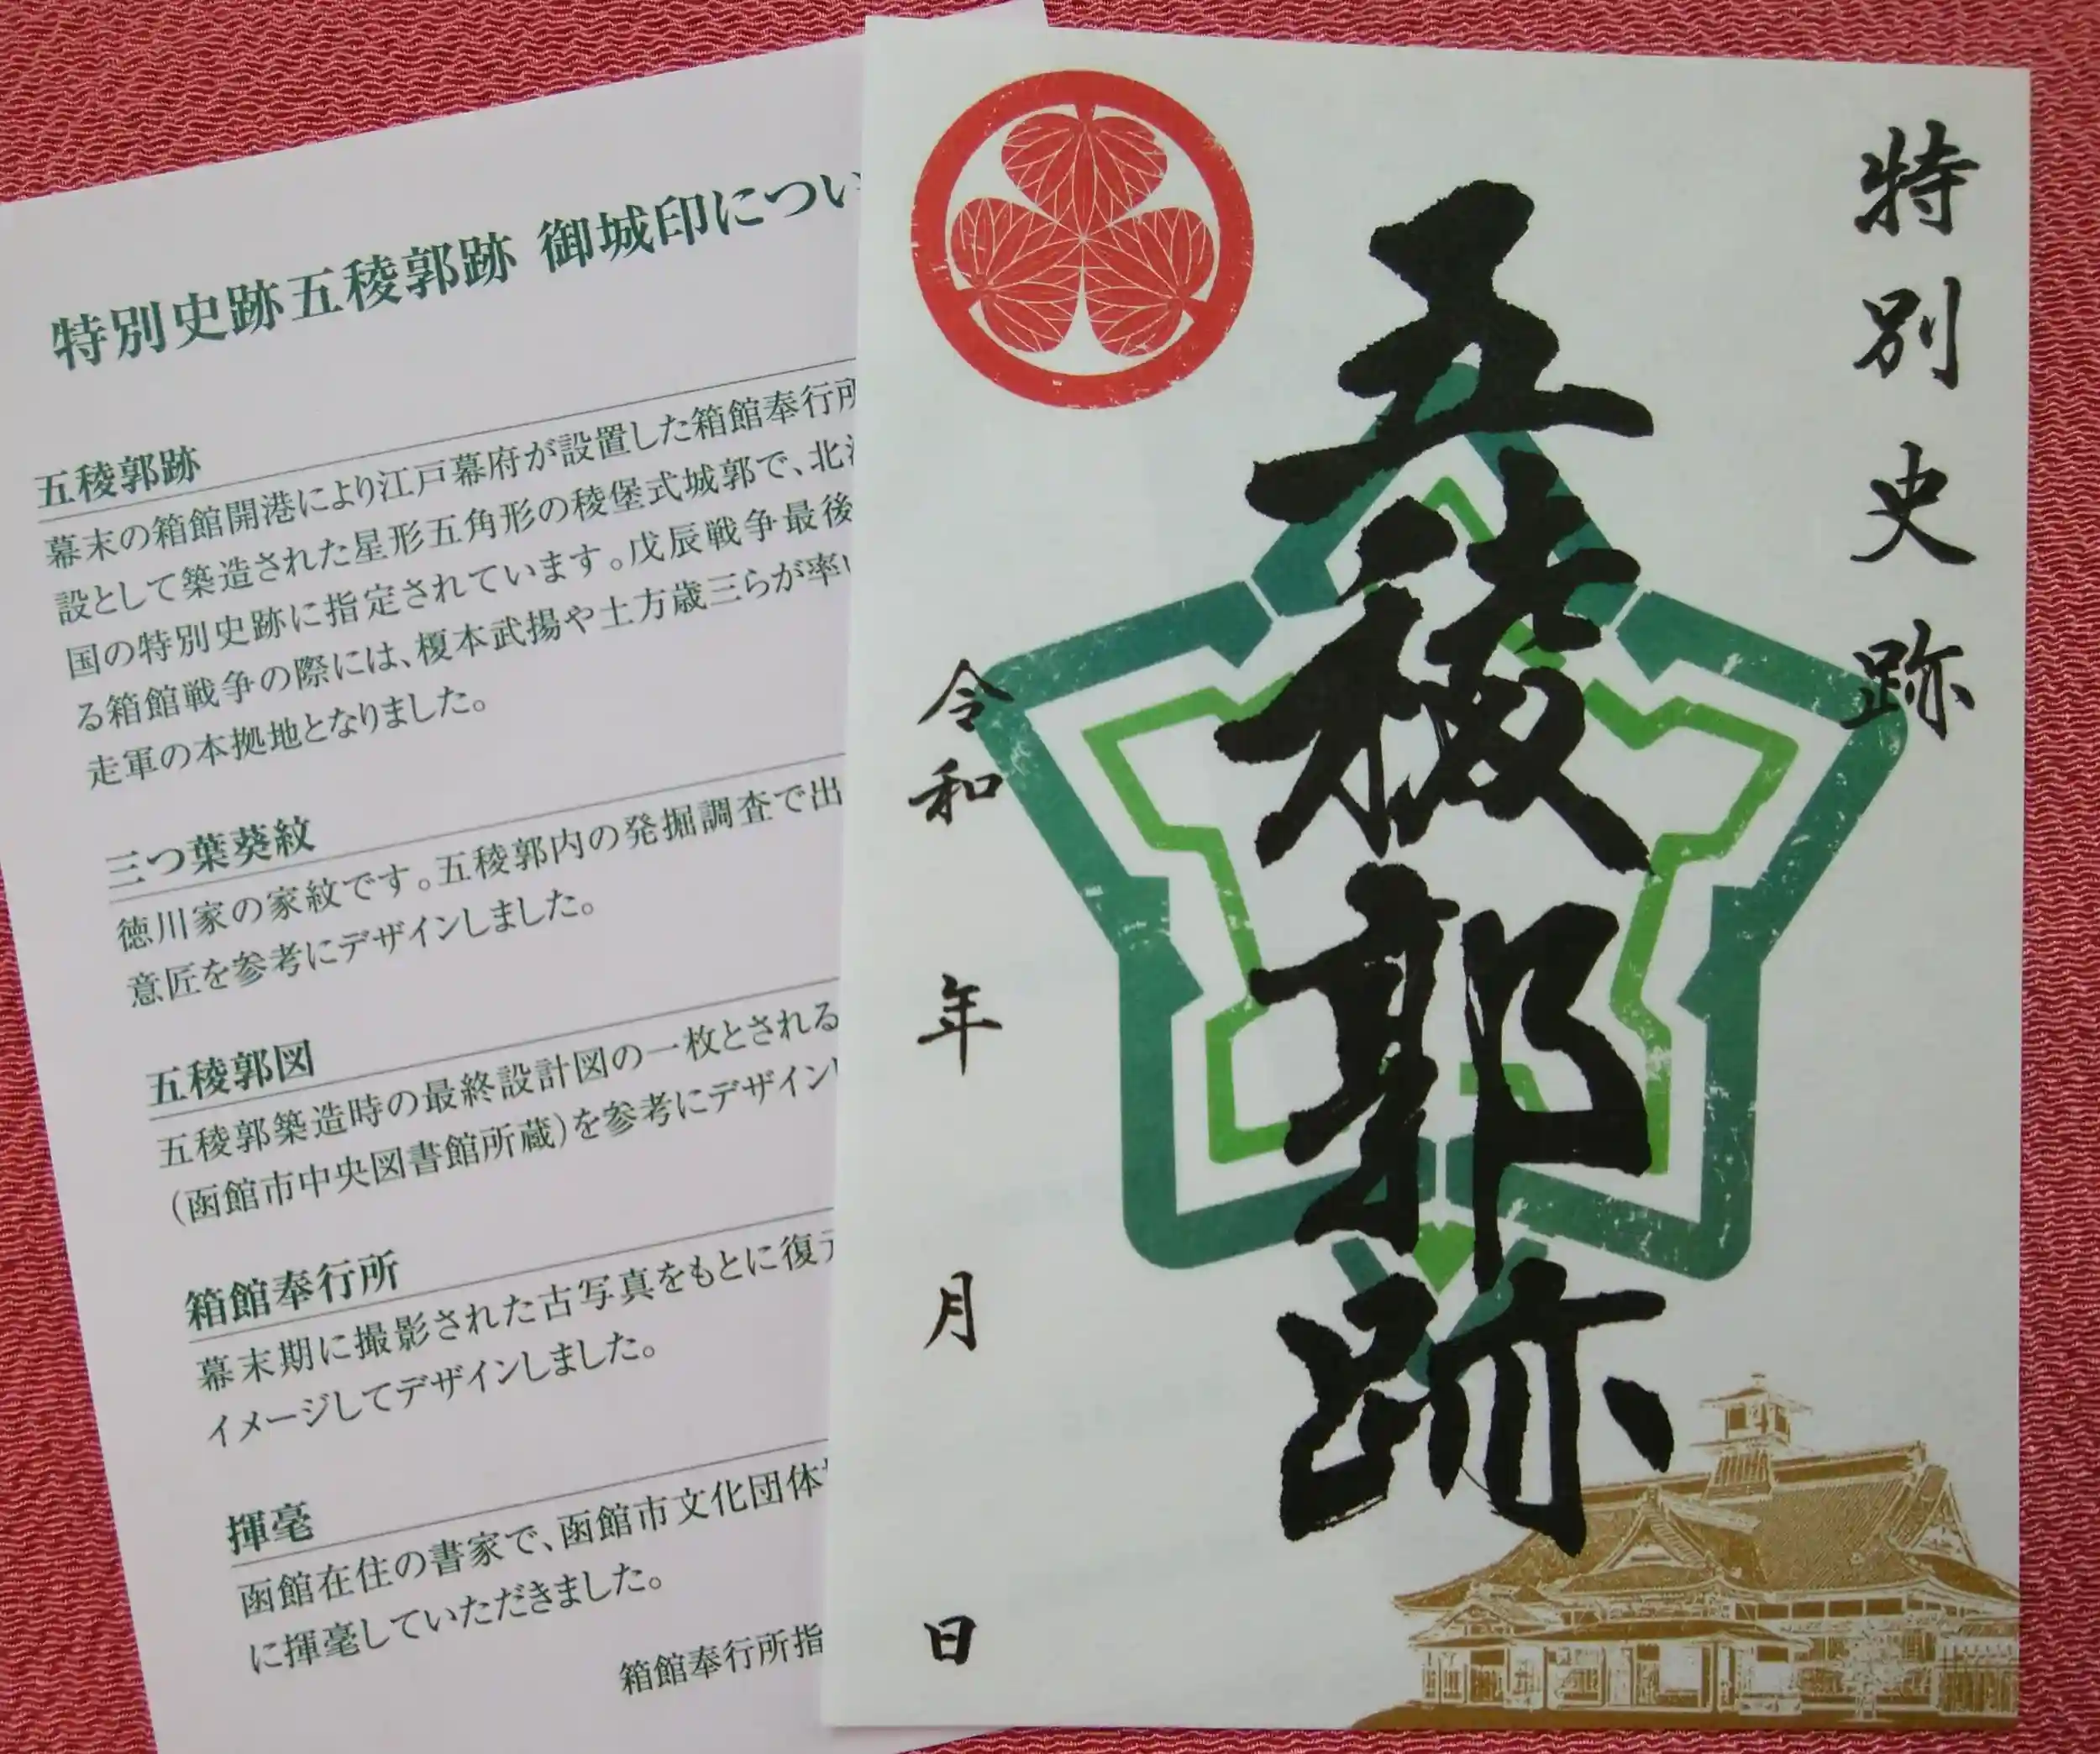 特別史跡五稜郭跡 御城印につい
五稜郭跡
幕末の箱館開港により江戸幕府が設置した箱館奉行所
設として築造された星形五角形の稜堡式城郭で、北海
国の特別史跡に指定されています。戊辰戦争最後
る箱館戦争の際には、榎本武揚や土方歳三らが率い
走軍の本拠地となりました。
三つ葉葵紋
徳川家の家紋です。五稜郭内の発掘調査で出
意匠を参考にデザインしました。
五稜郭図
五稜郭築造時の最終設計図の一枚とされる
(函館市中央図書館所蔵)を参考にデザインし
箱館奉行所
幕末期に撮影された古写真をもとに復元
イメージしてデザインしました。
揮毫
函館在住の書家で、函館市文化団体
に揮毫していただきました。
箱館奉行所指
特別史跡
五稜郭跡
令和 年 月 日